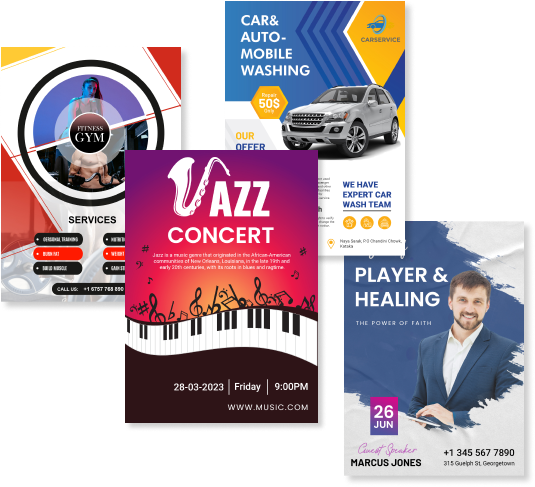 CAR&
AUTO-
MOBILE
WASHING
CARSERVICE
Repair
50$
Only
OUR
OFFER
WE HAVE
EXPERT CAR
WASH TEAM
Naya Sarak, P.O Chandni Chowk,
Kataka
FITNESS
GYM
SERVICES
PERSONAL TRAINING
BURN FAT
BUILD MUSCLE
NUTRITI
WEIGHT
CALL US: +1 6757 768 890
JAZZ
CONCERT
Jazz is a music genre that originated in the African-American
communities of New Orleans, Louisiana, in the late 19th and
early 20th centuries, with its roots in blues and ragtime.
28-03-2023 Friday 9:00PM
WWW.MUSIC.COM
PLAYER &
HEALING
THE POWER OF FAITH
26
JUN
Guest Speaker
MARCUS JONES
+1 345 567 7890
315 Guelph St, Georgetown